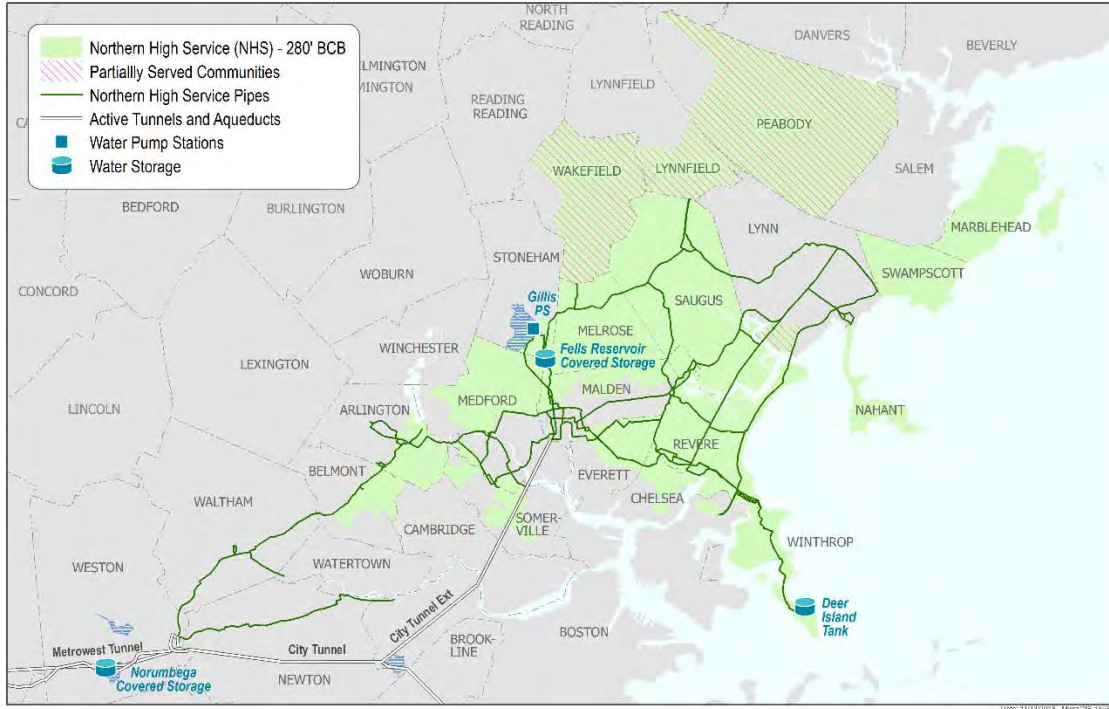 Northern High Service (NHS) - 280' BCB
Partiallly Served Communities
Northern High Service Pipes
Active Tunnels and Aqueducts
Water Pump Stations
Water Storage
NORTH
READING
DANVERS
BEVERLY
LMINGTON
MINGTON
LYNNFIELD
READING
READING
PEABODY
WAKEFIELD
LYNNFIELD
SALEM
BEDFORD
BURLINGTON
MARBLEHEAD
LYNN
STONEHAM
WOBURN
SWAMPSCOTT
CONCORD
Gillis
PS
SAUGUS
MELROSE
WINCHESTER
Fells Reservoir
Covered Storage
LEXINGTON
MALDEN
LINCOLN
MEDFORD
ARLINGTON
NAHANT
REVERE
BELMONT
EVERETT
CHELSEA
WALTHAM
CAMBRIDGE
SOMER-
VILLE
WINTHROP
WATERTOWN
WESTON
City Tunnel Ext
Deer
Island
Tank
BOSTON
BROOK-
LINE
Metrowest Tunnel
City Tunnel
Norumbega
Covered Storage
NEWTON